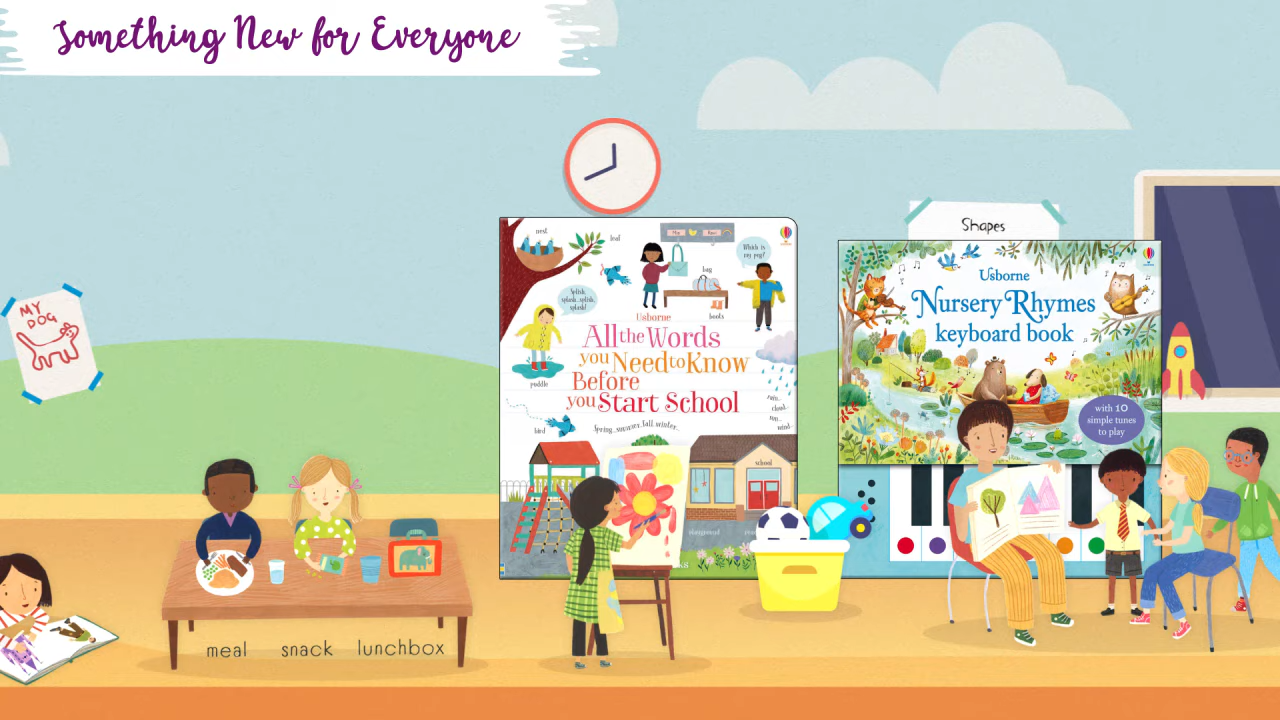 Something New for Everyone
Shapes
MY
DOG
nest
leaf
Which is
my peg?
bag
boots
Splish,
splash...splish,
splash!
puddle
Usborne
All the Words
you Need to Know
Before
you Start School
rain...
cloud...
sun...
wind...
bird
Spring...summer...fall...winter...
school
playground
Usborne
Nursery Rhymes
keyboard book
with 10
simple tunes
to play
meal snack lunchbox